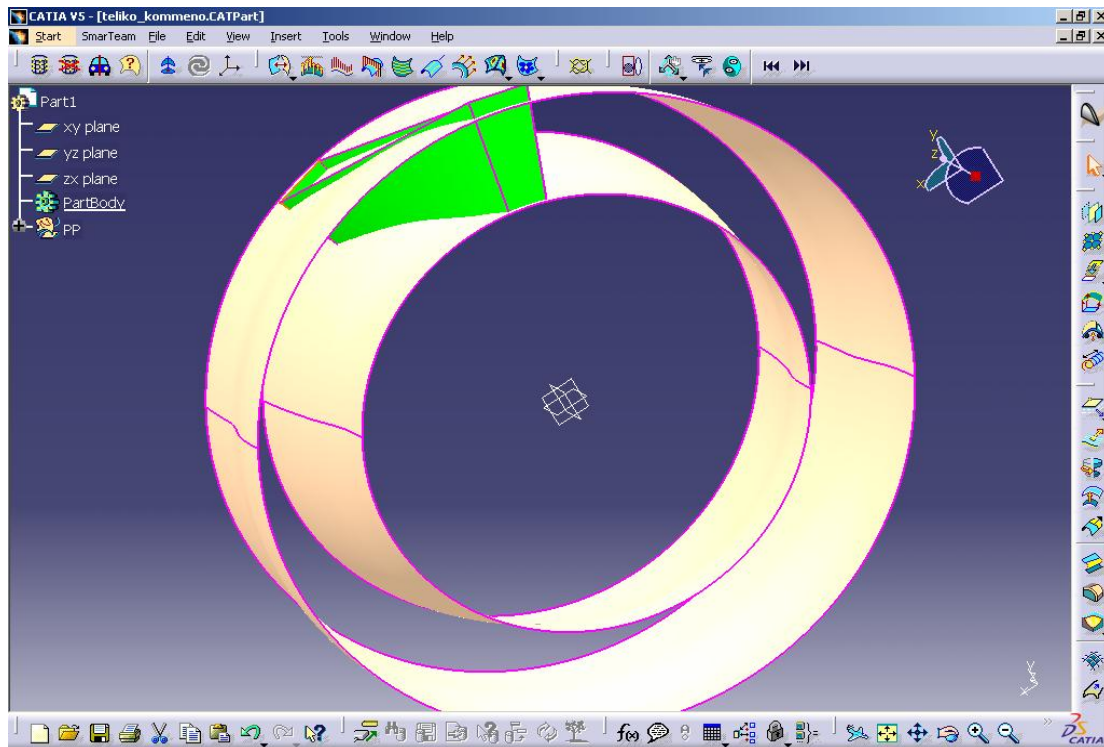 CATIA V5 - [teliko_kommeno.CATPart]
Start SmarTeam File Edit View Insert Tools Window Help
Part1
xy plane
yz plane
zx plane
PartBody
PP
y
z
x
y
z
x
f(x)
CATIA